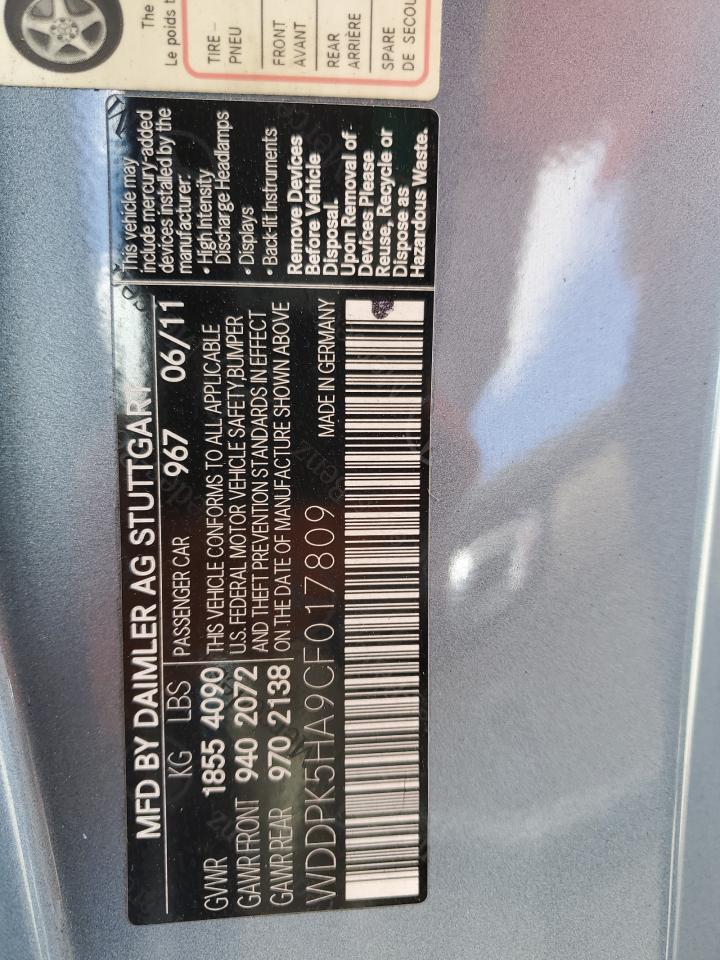 MFD BY DAIMLER AG STUTTGART
KG LBS
GVWR 1855 4090
GAWR FRONT 940 2072
GAWR REAR 970 2138
PASSENGER CAR 967 06/11
THIS VEHICLE CONFORMS TO ALL APPLICABLE
U.S. FEDERAL MOTOR VEHICLE SAFETY,BUMPER
AND THEFT PREVENTION STANDARDS IN EFFECT
ON THE DATE OF MANUFACTURE SHOWN ABOVE
WDDPK5HA9CF017809 MADE IN GERMANY
This vehicle may
include mercury-added
devices installed by the
manufacturer:
• High Intensity
Discharge Headlamps
• Displays
• Back-lit Instruments
Remove Devices
Before Vehicle
Disposal.
Upon Removal of
Devices Please
Reuse, Recycle or
Dispose as
Hazardous Waste.
The
Le poids t
TIRE –
PNEU
FRONT
AVANT
REAR
ARRIÈRE
SPARE
DE SECOU